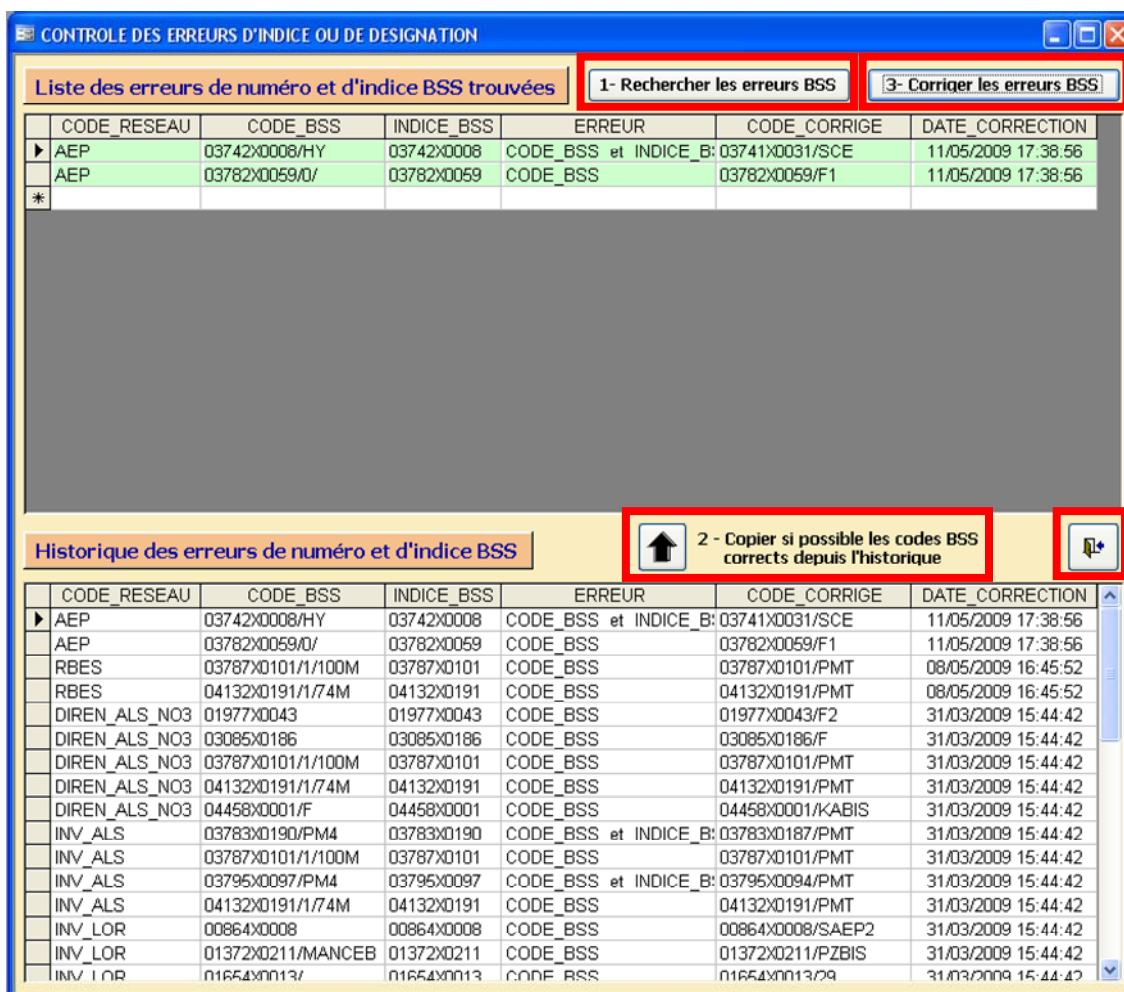 CONTROLE DES ERREURS D'INDICE OU DE DESIGNATION
Liste des erreurs de numéro et d'indice BSS trouvées 1- Rechercher les erreurs BSS 3- Corriger les erreurs BSS
CODE_RESEAU CODE_BSS INDICE_BSS ERREUR CODE_CORRIGE DATE_CORRECTION
AEP 03742X0008/HY 03742X0008 CODE_BSS et INDICE_B 03741X0031/SCE 11/05/2009 17:38:56
AEP 03782X0059/0/ 03782X0059 CODE_BSS 03782X0059/F1 11/05/2009 17:38:56
*
Historique des erreurs de numéro et d'indice BSS 2 - Copier si possible les codes BSS
corrects depuis l'historique
CODE_RESEAU CODE_BSS INDICE_BSS ERREUR CODE_CORRIGE DATE_CORRECTION
AEP 03742X0008/HY 03742X0008 CODE_BSS et INDICE_B 03741X0031/SCE 11/05/2009 17:38:56
AEP 03782X0059/0/ 03782X0059 CODE_BSS 03782X0059/F1 11/05/2009 17:38:56
RBES 03787X0101/1/100M 03787X0101 CODE_BSS 03787X0101/PMT 08/05/2009 16:45:52
RBES 04132X0191/1/74M 04132X0191 CODE_BSS 04132X0191/PMT 08/05/2009 16:45:52
DIREN_ALS_NO3 01977X0043 01977X0043 CODE_BSS 01977X0043/F2 31/03/2009 15:44:42
DIREN_ALS_NO3 03085X0186 03085X0186 CODE_BSS 03085X0186/F 31/03/2009 15:44:42
DIREN_ALS_NO3 03787X0101/1/100M 03787X0101 CODE_BSS 03787X0101/PMT 31/03/2009 15:44:42
DIREN_ALS_NO3 04132X0191/1/74M 04132X0191 CODE_BSS 04132X0191/PMT 31/03/2009 15:44:42
DIREN_ALS_NO3 04458X0001/F 04458X0001 CODE_BSS 04458X0001/KABIS 31/03/2009 15:44:42
INV_ALS 03783X0190/PM4 03783X0190 CODE_BSS et INDICE_B 03783X0187/PMT 31/03/2009 15:44:42
INV_ALS 03787X0101/1/100M 03787X0101 CODE_BSS 03787X0101/PMT 31/03/2009 15:44:42
INV_ALS 03795X0097/PM4 03795X0097 CODE_BSS et INDICE_B 03795X0094/PMT 31/03/2009 15:44:42
INV_ALS 04132X0191/1/74M 04132X0191 CODE_BSS 04132X0191/PMT 31/03/2009 15:44:42
INV_LOR 00864X0008 00864X0008 CODE_BSS 00864X0008/SAEP2 31/03/2009 15:44:42
INV_LOR 01372X0211/MANCEB 01372X0211 CODE_BSS 01372X0211/PZBIS 31/03/2009 15:44:42
INV_LOR 01654X0013/ 01654X0013 CODE_BSS 01654X0013/29 31/03/2009 15:44:42